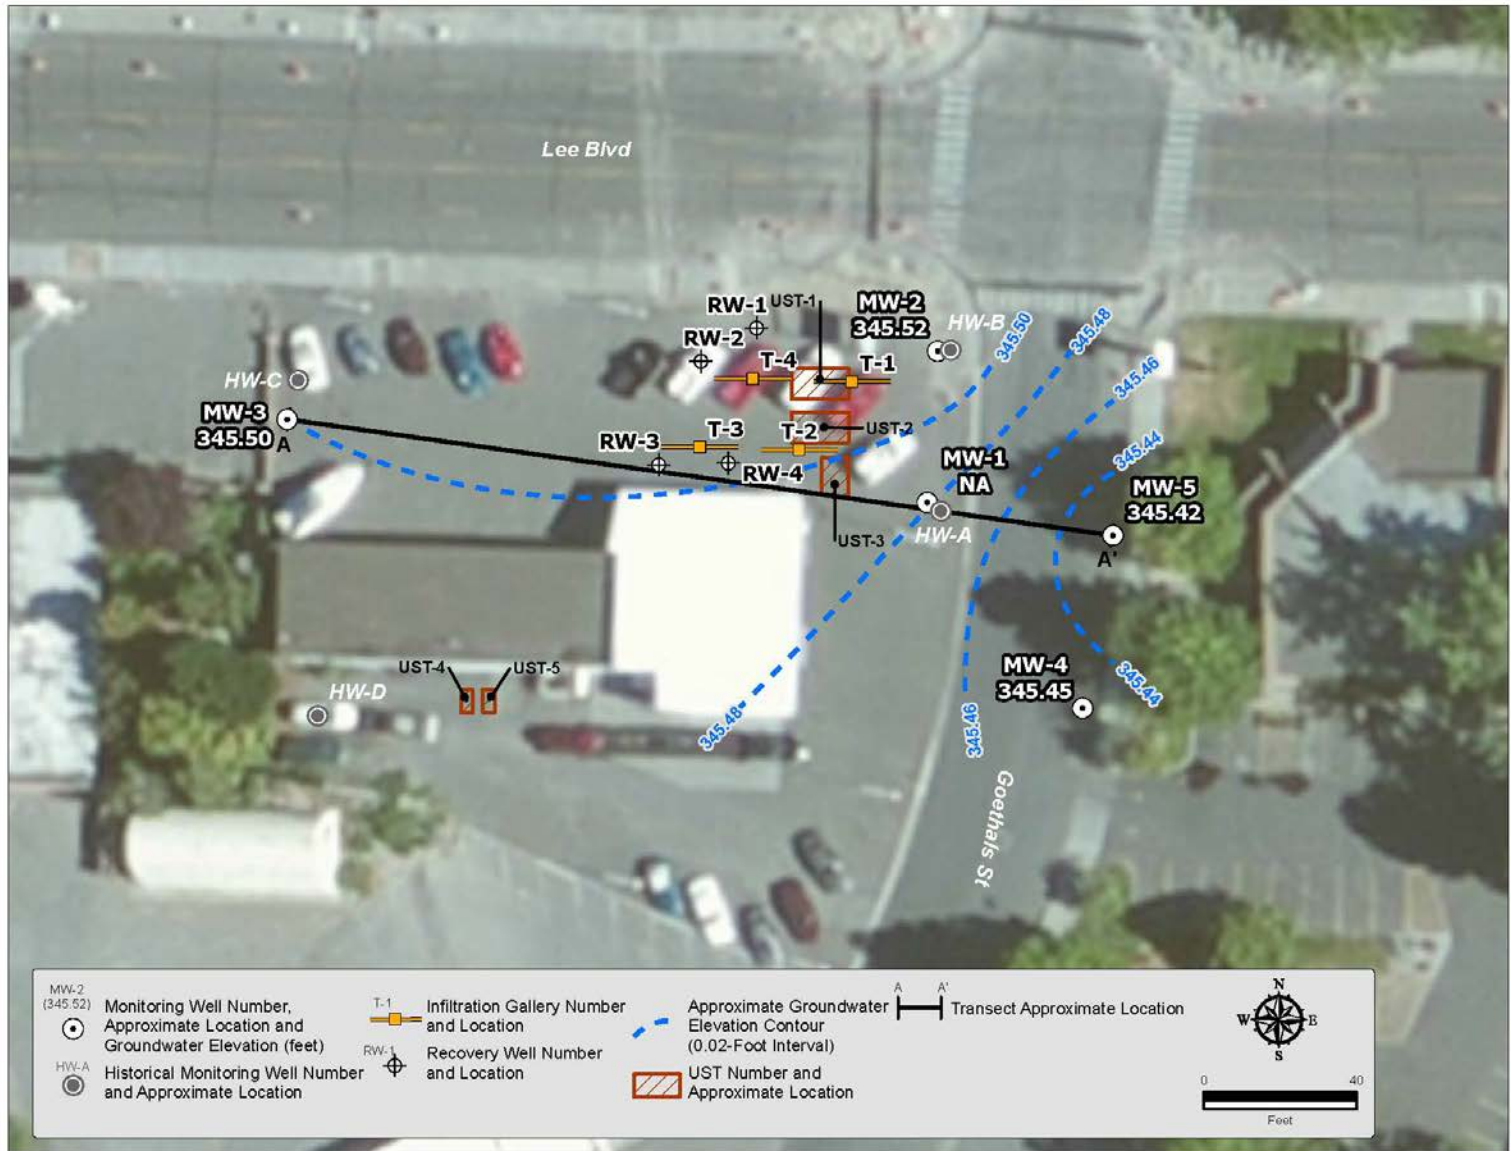 Lee Blvd
RW-1
UST-1
MW-2
345.52
HW-B
345.50
345.48
RW-2
T-4
T-1
345.46
HW-C
MW-3
345.50
A
RW-3
T-3
T-2
UST-2
345.44
RW-4
MW-1
NA
MW-5
345.42
UST-3
HW-A
A'
UST-4
UST-5
HW-D
MW-4
345.45
345.44
345.48
345.46
Goethals St
MW-2
(345.52)
Monitoring Well Number,
Approximate Location and
Groundwater Elevation (feet)
HW-A
Historical Monitoring Well Number
and Approximate Location
T-1
Infiltration Gallery Number
and Location
RW-1
Recovery Well Number
and Location
Approximate Groundwater
Elevation Contour
(0.02-Foot Interval)
UST Number and
Approximate Location
A
A'
Transect Approximate Location
N
W
E
S
0
40
Feet